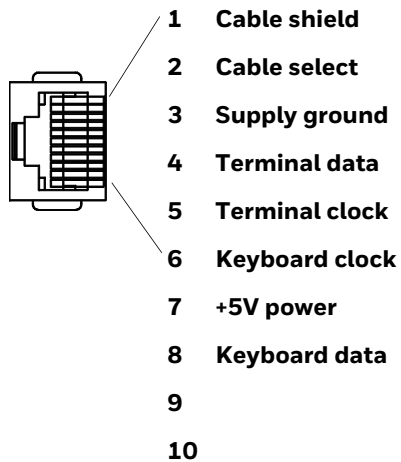 1 Cable shield
2 Cable select
3 Supply ground
4 Terminal data
5 Terminal clock
6 Keyboard clock
7 +5V power
8 Keyboard data
9
10